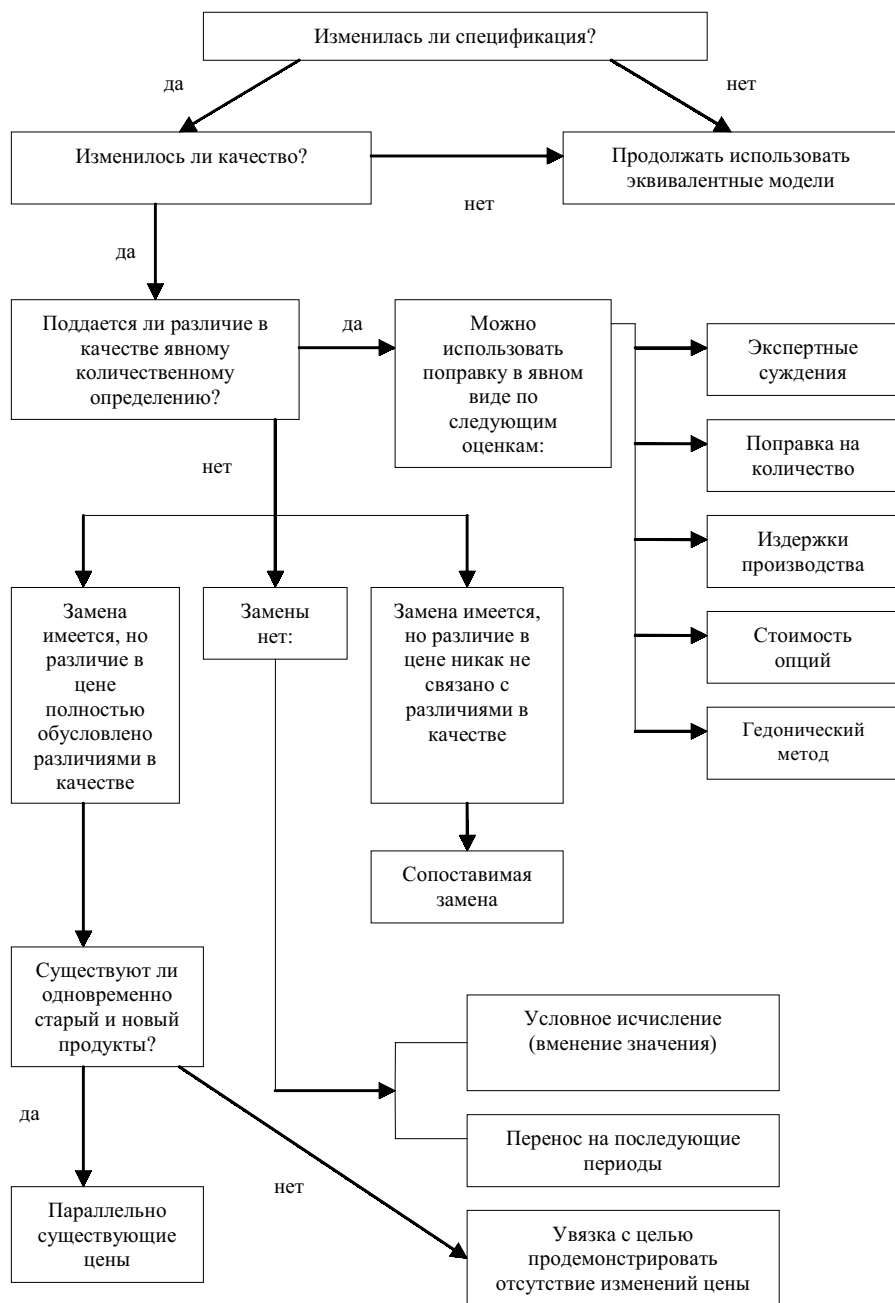 Изменилась ли спецификация?
да
нет
Изменилось ли качество?
Продолжать использовать
эквивалентные модели
нет
да
Поддается ли различие в
качестве явному
количественному
определению?
да
Можно
использовать
поправку в явном
виде по
следующим
оценкам:
Экспертные
суждения
Поправка на
количество
Издержки
производства
Стоимость
опций
Гедонический
метод
нет
Замена
имеется, но
различие в
цене
полностью
обусловлено
различиями в
качестве
Замены
нет:
Замена имеется,
но различие в
цене никак не
связано с
различиями в
качестве
Сопоставимая
замена
Существуют ли
одновременно
старый и новый
продукты?
Условное исчисление
(вменение значения)
Перенос на последующие
периоды
да
нет
Параллельно
существующие
цены
Увязка с целью
продемонстрировать
отсутствие изменений цены